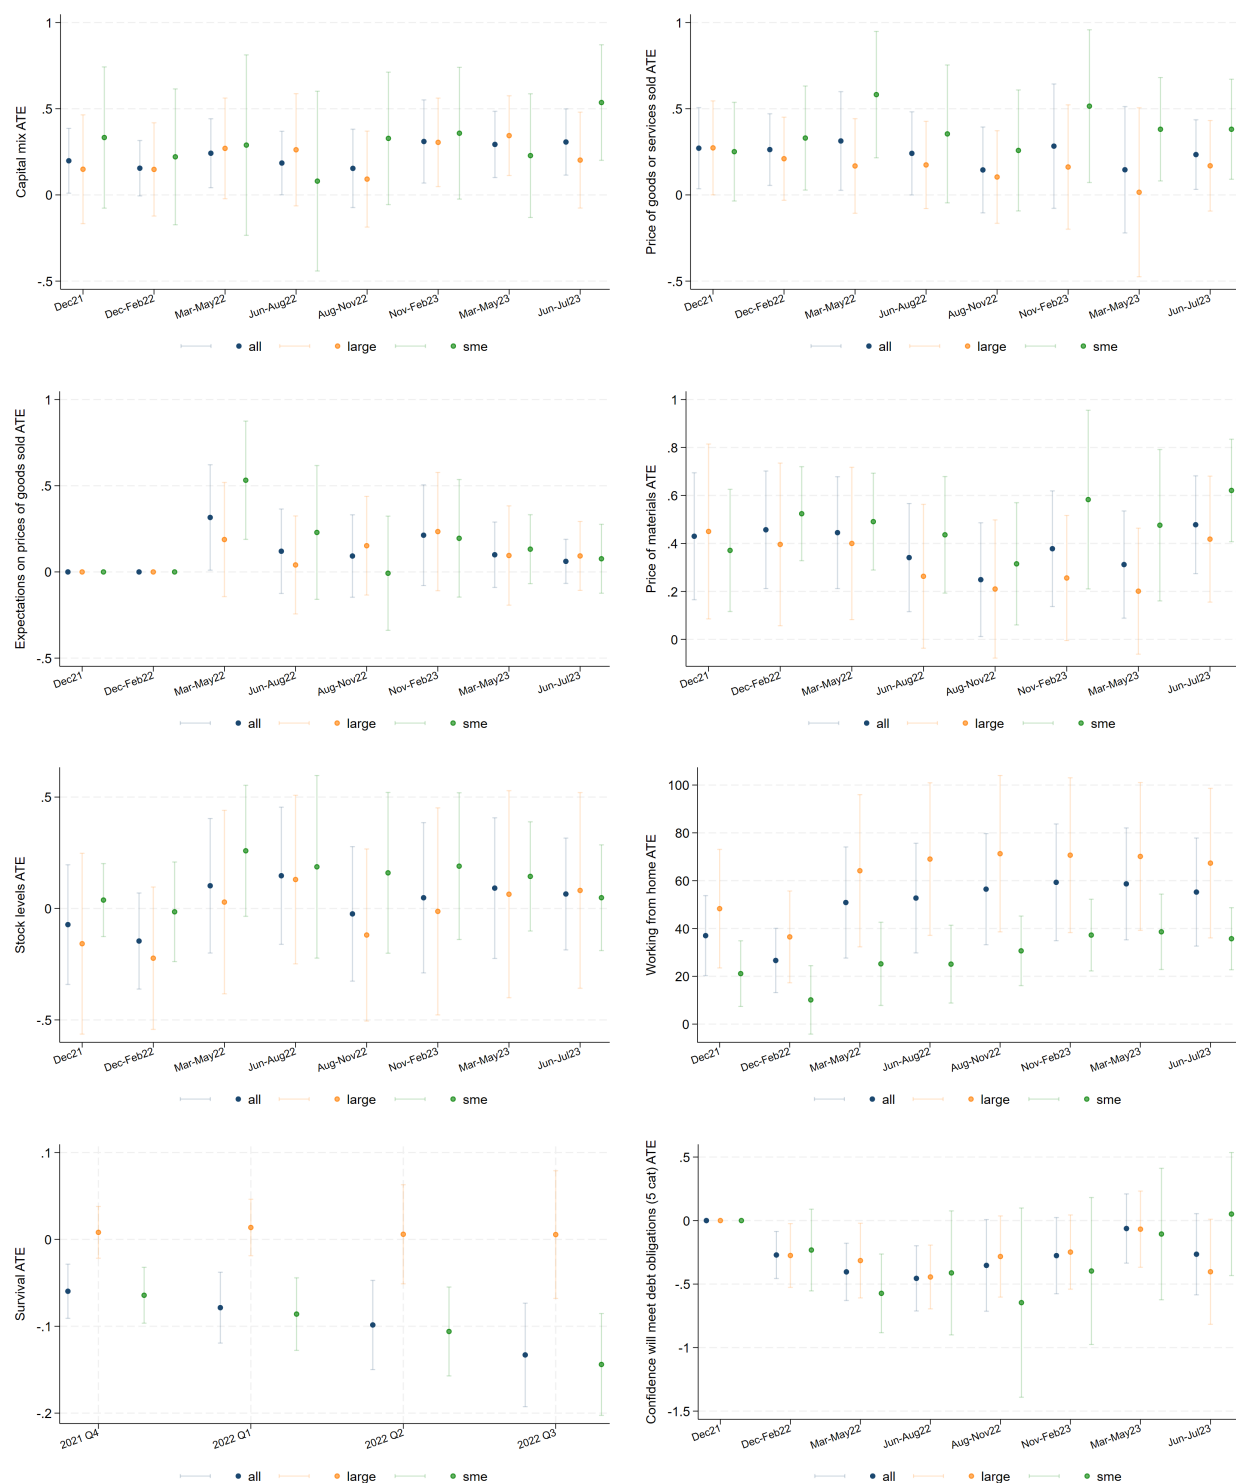 Capital mix ATE
1
.5
0
-.5
Dec21 Dec-Feb22 Mar-May22 Jun-Aug22 Aug-Nov22 Nov-Feb23 Mar-May23 Jun-Jul23
all large sme
Price of goods or services sold ATE
1
.5
0
-.5
Dec21 Dec-Feb22 Mar-May22 Jun-Aug22 Aug-Nov22 Nov-Feb23 Mar-May23 Jun-Jul23
all large sme
Expectations on prices of goods sold ATE
1
.5
0
-.5
Dec21 Dec-Feb22 Mar-May22 Jun-Aug22 Aug-Nov22 Nov-Feb23 Mar-May23 Jun-Jul23
all large sme
Price of materials ATE
1
.8
.6
.4
.2
0
Dec21 Dec-Feb22 Mar-May22 Jun-Aug22 Aug-Nov22 Nov-Feb23 Mar-May23 Jun-Jul23
all large sme
Stock levels ATE
.5
0
-.5
Dec21 Dec-Feb22 Mar-May22 Jun-Aug22 Aug-Nov22 Nov-Feb23 Mar-May23 Jun-Jul23
all large sme
Working from home ATE
100
80
60
40
20
0
Dec21 Dec-Feb22 Mar-May22 Jun-Aug22 Aug-Nov22 Nov-Feb23 Mar-May23 Jun-Jul23
all large sme
Survival ATE
.1
0
-.1
-.2
2021 Q4 2022 Q1 2022 Q2 2022 Q3
all large sme
Confidence will meet debt obligations (5 cat) ATE
.5
0
-.5
-1
-1.5
Dec21 Dec-Feb22 Mar-May22 Jun-Aug22 Aug-Nov22 Nov-Feb23 Mar-May23 Jun-Jul23
all large sme